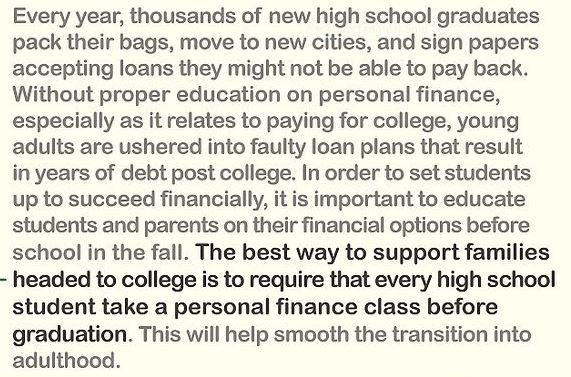 Every year, thousands of new high school graduates
pack their bags, move to new cities, and sign papers
accepting loans they might not be able to pay back.
Without proper education on personal finance,
especially as it relates to paying for college, young
adults are ushered into faulty loan plans that result
in years of debt post college. In order to set students
up to succeed financially, it is important to educate
students and parents on their financial options before
school in the fall. The best way to support families
headed to college is to require that every high school
student take a personal finance class before
graduation. This will help smooth the transition into
adulthood.